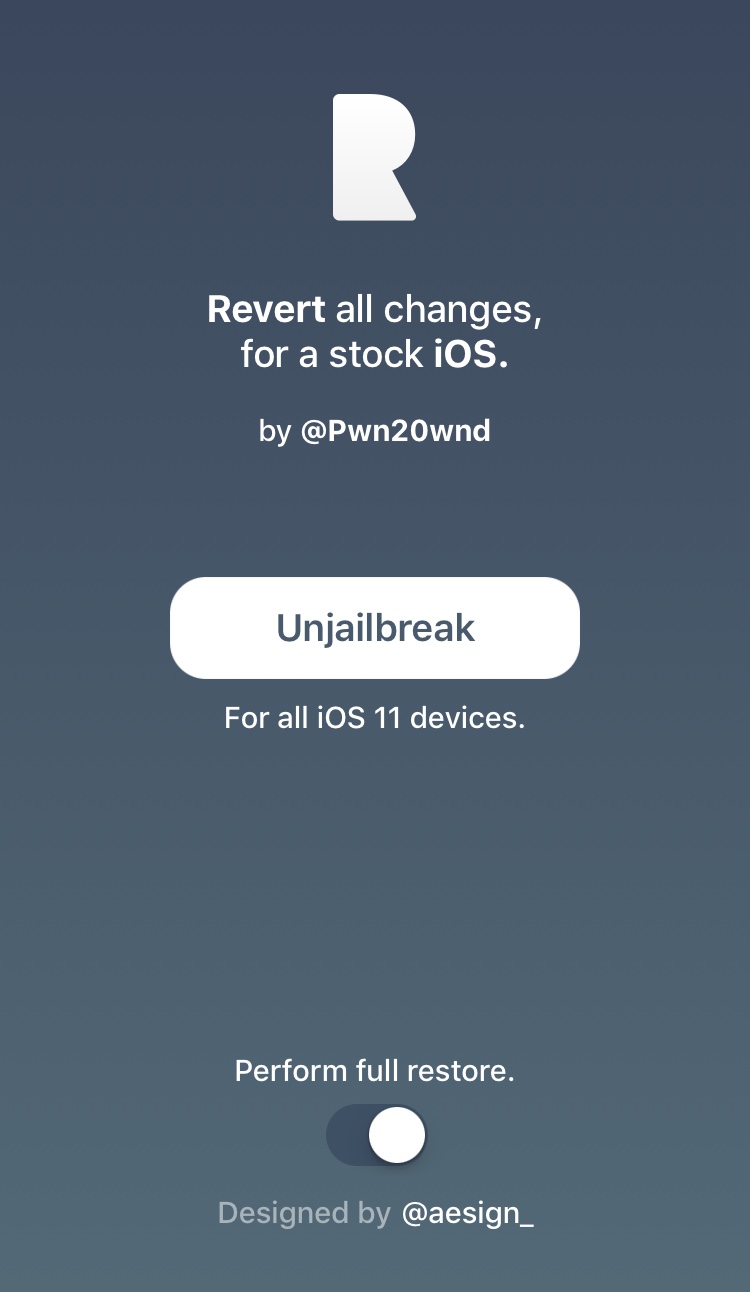 R
Revert all changes,
for a stock iOS.
by @Pwn20wnd
Unjailbreak
For all iOS 11 devices.
Perform full restore.
Designed by @aesign_